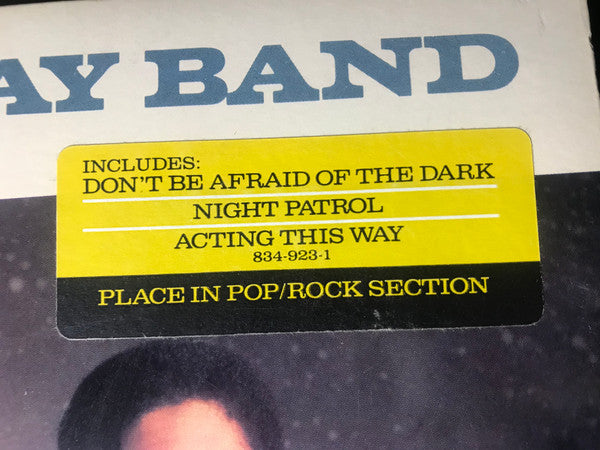 AY BAND
INCLUDES:
DON'T BE AFRAID OF THE DARK
NIGHT PATROL
ACTING THIS WAY
834-923-1
PLACE IN POP/ROCK SECTION